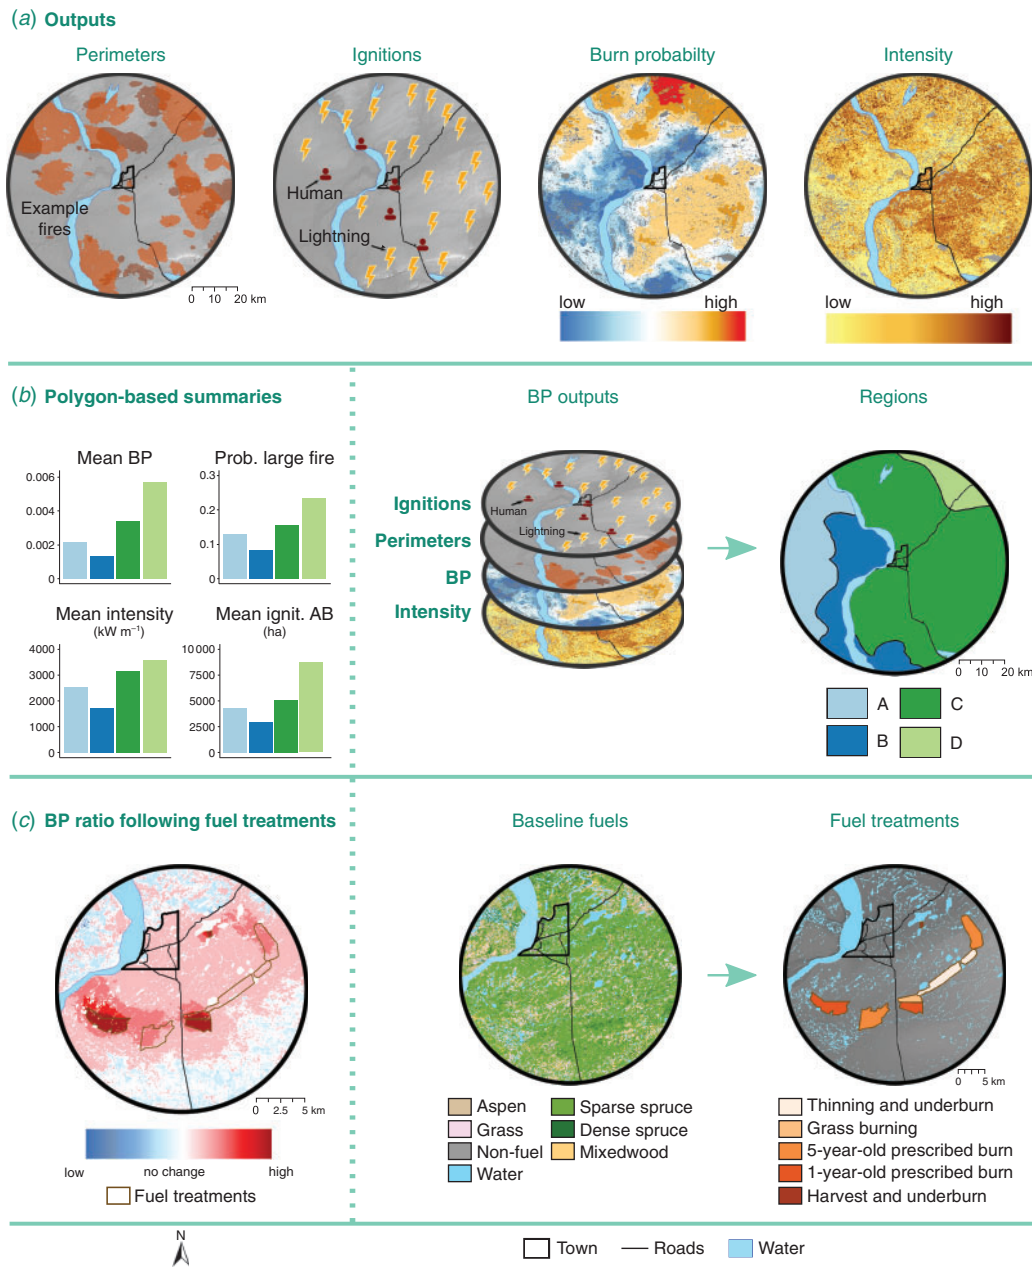 (a) Outputs
Perimeters
Ignitions
Burn probabilty
Intensity
Example
fires
Human
Lightning
0 10 20 km
low high
low high
(b) Polygon-based summaries
BP outputs
Regions
Mean BP
0.006
0.004
0.002
0
Prob. large fire
0.3
0.2
0.1
0
Mean intensity
(kW m⁻¹)
4000
3000
2000
1000
0
Mean ignit. AB
(ha)
10 000
7500
5000
2500
0
Ignitions
Perimeters
BP
Intensity
Human
Lightning
0 10 20 km
A C
B D
(c) BP ratio following fuel treatments
Baseline fuels
Fuel treatments
0 2.5 5 km
low no change high
Fuel treatments
Aspen Sparse spruce
Grass Dense spruce
Non-fuel Mixedwood
Water
0 5 km
Thinning and underburn
Grass burning
5-year-old prescribed burn
1-year-old prescribed burn
Harvest and underburn
N
Town Roads Water